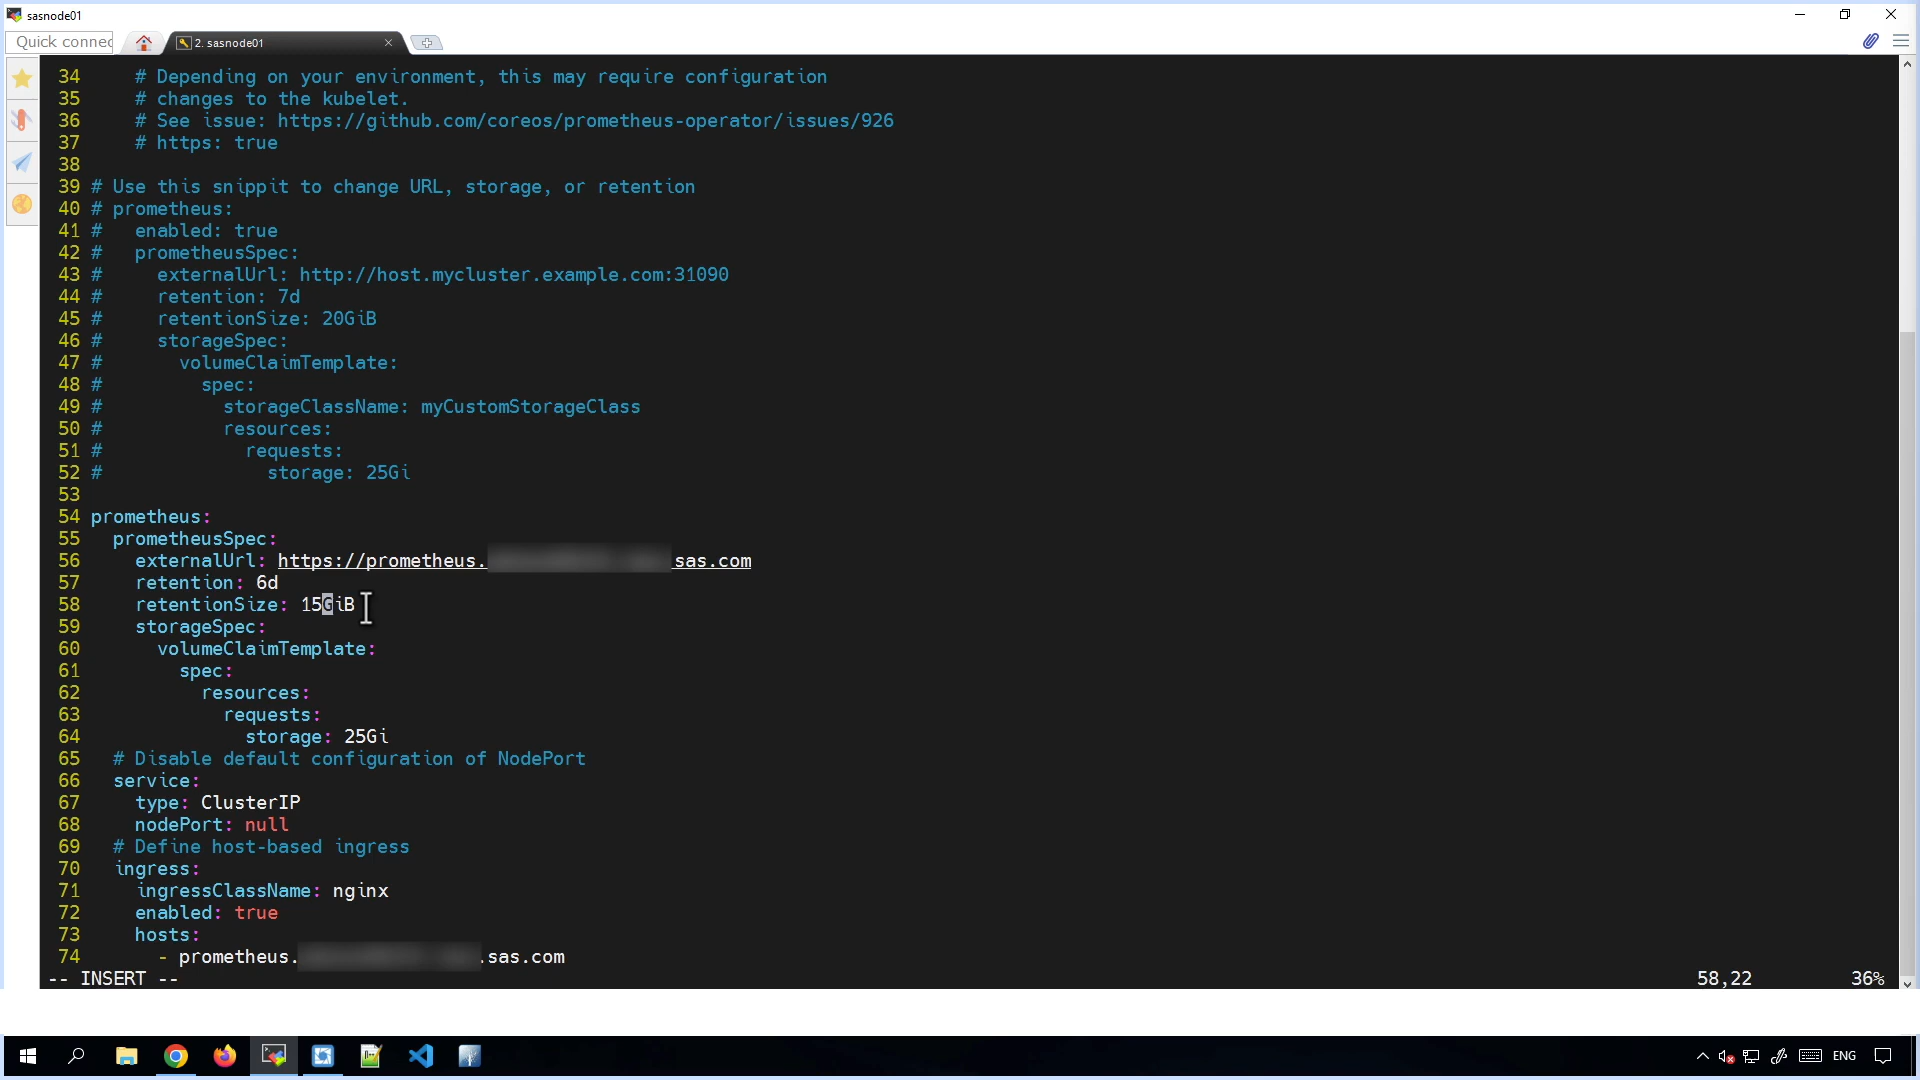 sasnode01
Quick connec
2. sasnode01
34     # Depending on your environment, this may require configuration
35     # changes to the kubelet.
36     # See issue: https://github.com/coreos/prometheus-operator/issues/926
37     # https: true
38
39 # Use this snippit to change URL, storage, or retention
40 # prometheus:
41 #   enabled: true
42 #   prometheusSpec:
43 #     externalUrl: http://host.mycluster.example.com:31090
44 #     retention: 7d
45 #     retentionSize: 20GiB
46 #     storageSpec:
47 #       volumeClaimTemplate:
48 #         spec:
49 #           storageClassName: myCustomStorageClass
50 #           resources:
51 #             requests:
52 #               storage: 25Gi
53
54 prometheus:
55   prometheusSpec:
56     externalUrl: https://prometheus. sas.com
57     retention: 6d
58     retentionSize: 15GiB
59     storageSpec:
60       volumeClaimTemplate:
61         spec:
62           resources:
63             requests:
64               storage: 25Gi
65   # Disable default configuration of NodePort
66   service:
67     type: ClusterIP
68     nodePort: null
69   # Define host-based ingress
70   ingress:
71     ingressClassName: nginx
72     enabled: true
73     hosts:
74       - prometheus. .sas.com
-- INSERT -- 58,22 36%
ENG